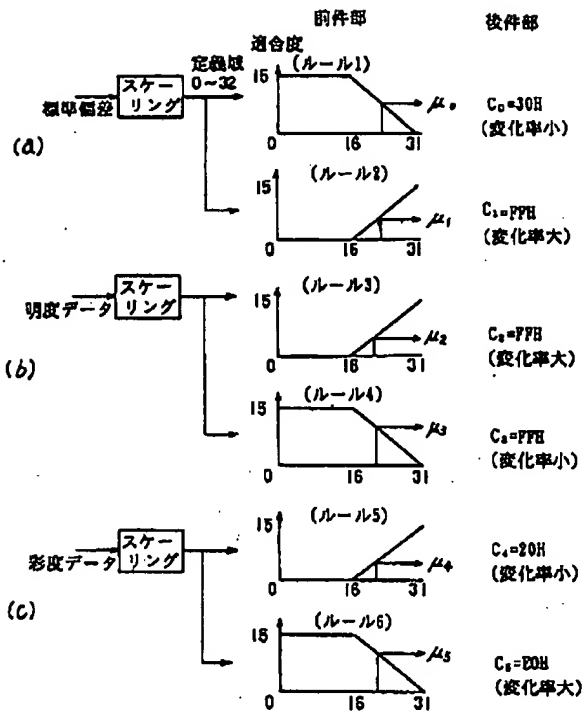 前件部
後件部
適合度
定義域
0~32
スケーリング
標準偏差
(a)
(ルール1)
15
0
16
31
μ₀
C₀=30H
(変化率小)
(ルール2)
15
0
16
31
μ₁
C₁=FFH
(変化率大)
スケーリング
明度データ
(b)
(ルール3)
15
0
16
31
μ₂
C₂=FFH
(変化率大)
(ルール4)
15
0
16
31
μ₃
C₃=FFH
(変化率小)
スケーリング
彩度データ
(c)
(ルール5)
15
0
16
31
μ₄
C₄=20H
(変化率小)
(ルール6)
15
0
16
31
μ₅
C₅=E0H
(変化率大)